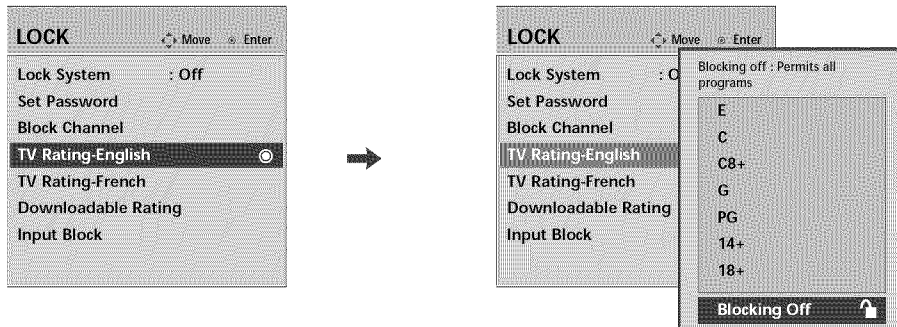 LOCK Move Enter
Lock System : Off
Set Password
Block Channel
TV Rating-English
TV Rating-French
Downloadable Rating
Input Block
LOCK Move Enter
Lock System : O
Set Password
Block Channel
TV Rating-English
TV Rating-French
Downloadable Rating
Input Block
Blocking off : Permits all
programs
E
C
C8+
G
PG
14+
18+
Blocking Off